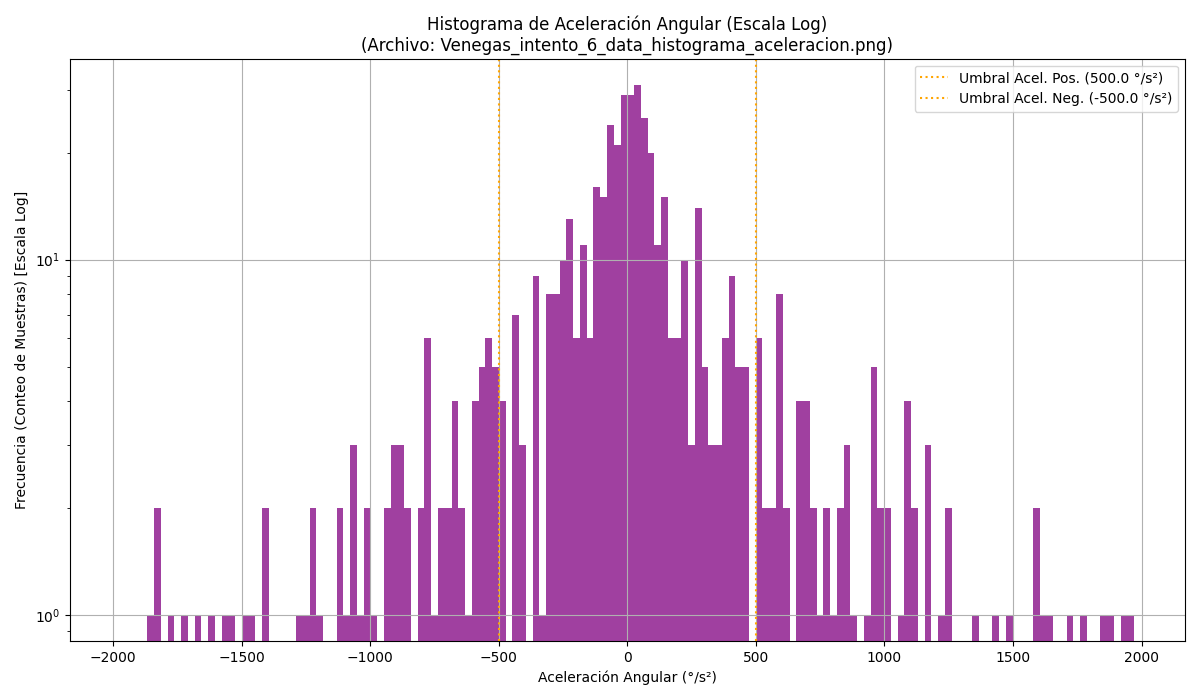 Histograma de Aceleración Angular (Escala Log)
(Archivo: Venegas_intento_6_data_histograma_aceleracion.png)
Umbral Acel. Pos. (500.0 °/s²)
Umbral Acel. Neg. (-500.0 °/s²)
Frecuencia (Conteo de Muestras) [Escala Log]
10¹
10⁰
−2000 −1500 −1000 −500 0 500 1000 1500 2000
Aceleración Angular (°/s²)